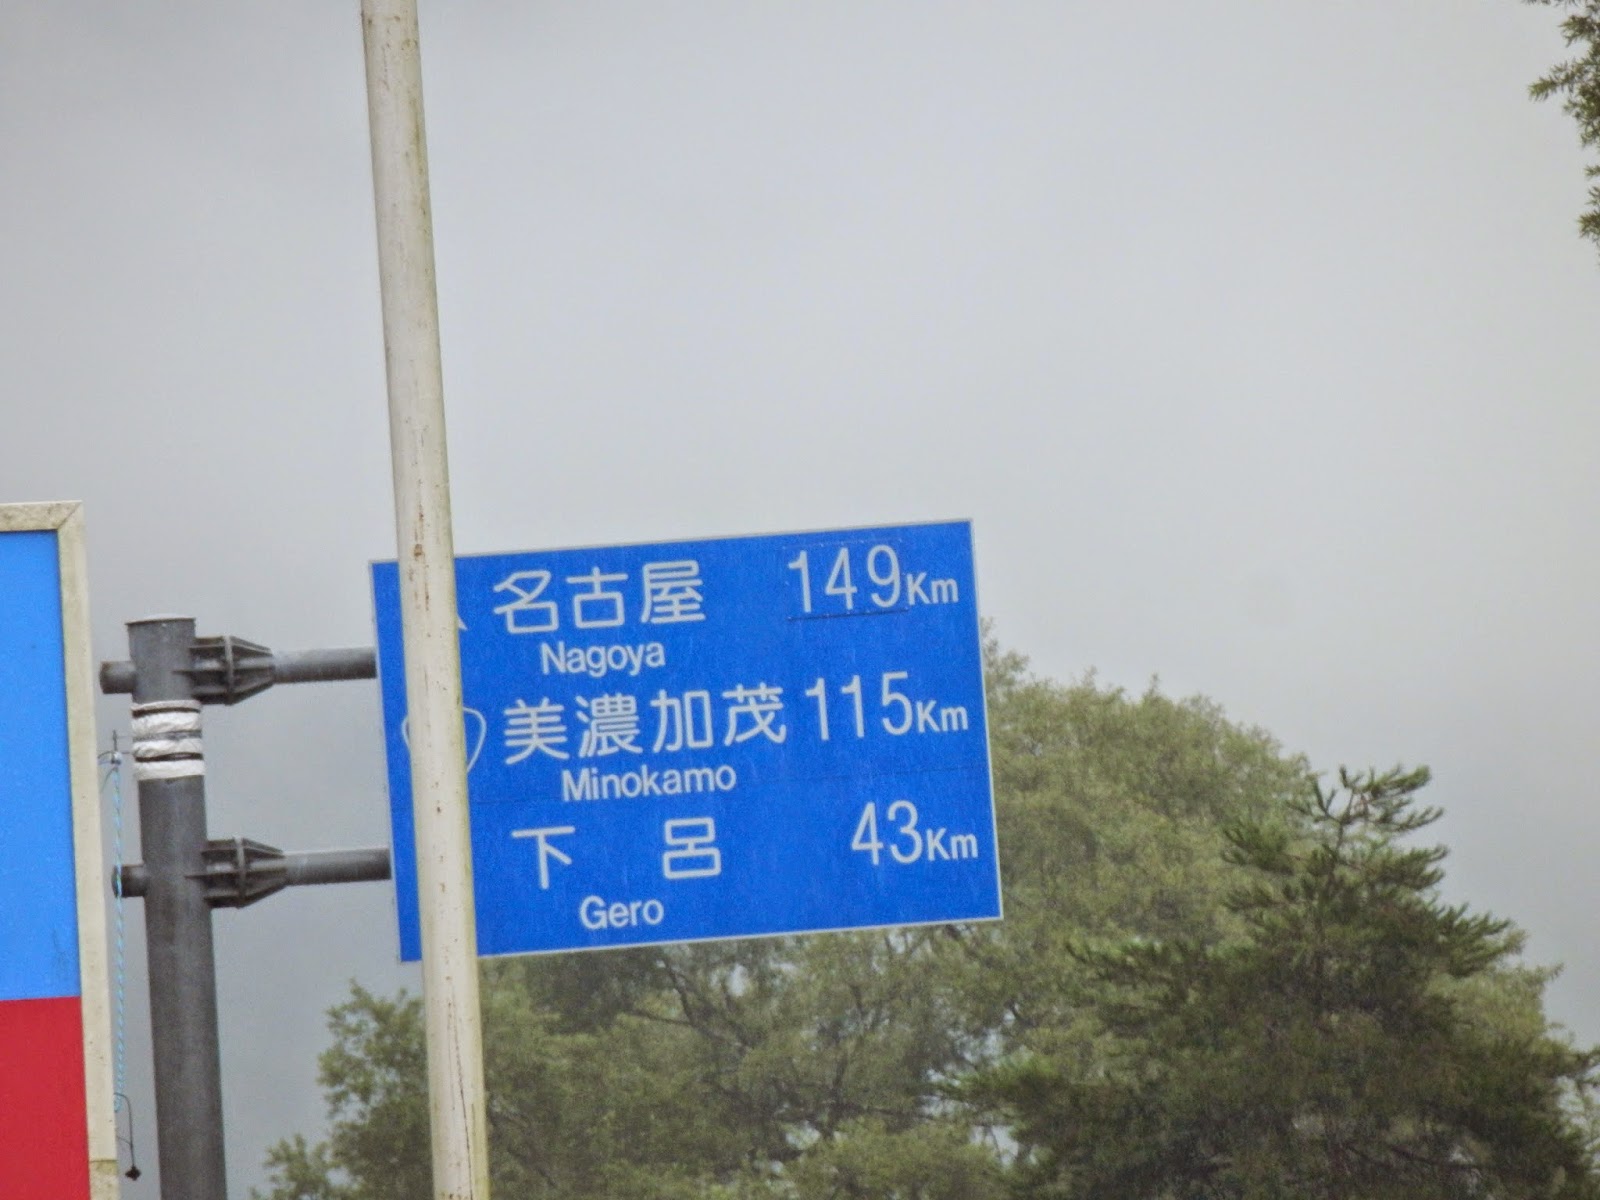 名古屋 149Km
Nagoya
美濃加茂 115Km
Minokamo
下呂 43Km
Gero